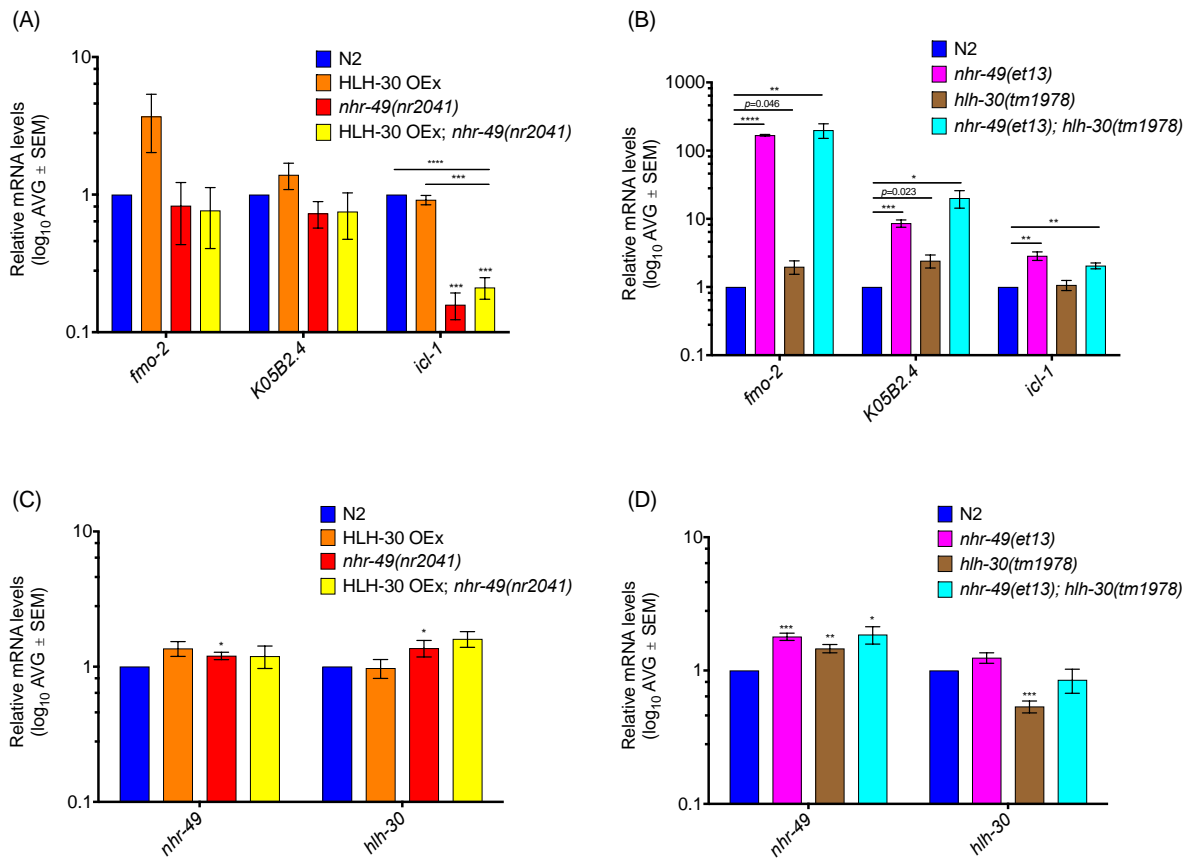 (A)
Relative mRNA levels
(log10 AVG ± SEM)
10
1
0.1
N2
HLH-30 OEx
nhr-49(nr2041)
HLH-30 OEx; nhr-49(nr2041)
****
***
***
***
fmo-2
K05B2.4
icl-1
(B)
Relative mRNA levels
(log10 AVG ± SEM)
1000
100
10
1
0.1
N2
nhr-49(et13)
hlh-30(tm1978)
nhr-49(et13); hlh-30(tm1978)
**
p=0.046
****
*
p=0.023
***
**
**
fmo-2
K05B2.4
icl-1
(C)
Relative mRNA levels
(log10 AVG ± SEM)
10
1
0.1
N2
HLH-30 OEx
nhr-49(nr2041)
HLH-30 OEx; nhr-49(nr2041)
*
*
nhr-49
hlh-30
(D)
Relative mRNA levels
(log10 AVG ± SEM)
10
1
0.1
N2
nhr-49(et13)
hlh-30(tm1978)
nhr-49(et13); hlh-30(tm1978)
***
**
*
***
nhr-49
hlh-30